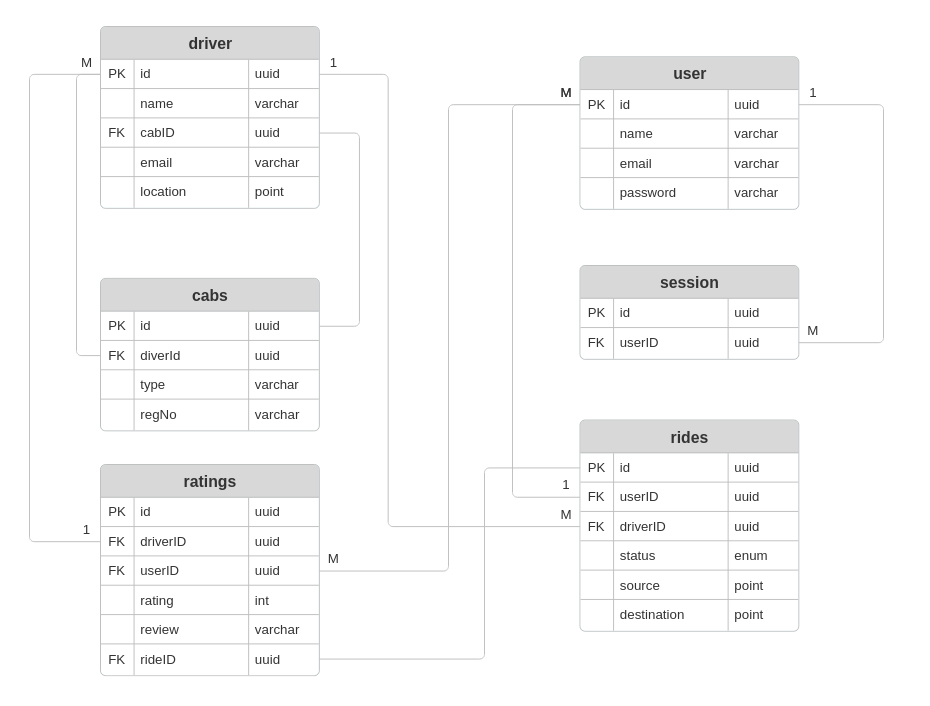 driver
M
1
PK id uuid
name varchar
FK cabID uuid
email varchar
location point
cabs
PK id uuid
FK diverId uuid
type varchar
regNo varchar
ratings
PK id uuid
1
FK driverID uuid
FK userID uuid
M
rating int
review varchar
FK rideID uuid
user
M
1
PK id uuid
name varchar
email varchar
password varchar
session
PK id uuid
FK userID uuid
M
rides
PK id uuid
1
FK userID uuid
M
FK driverID uuid
status enum
source point
destination point